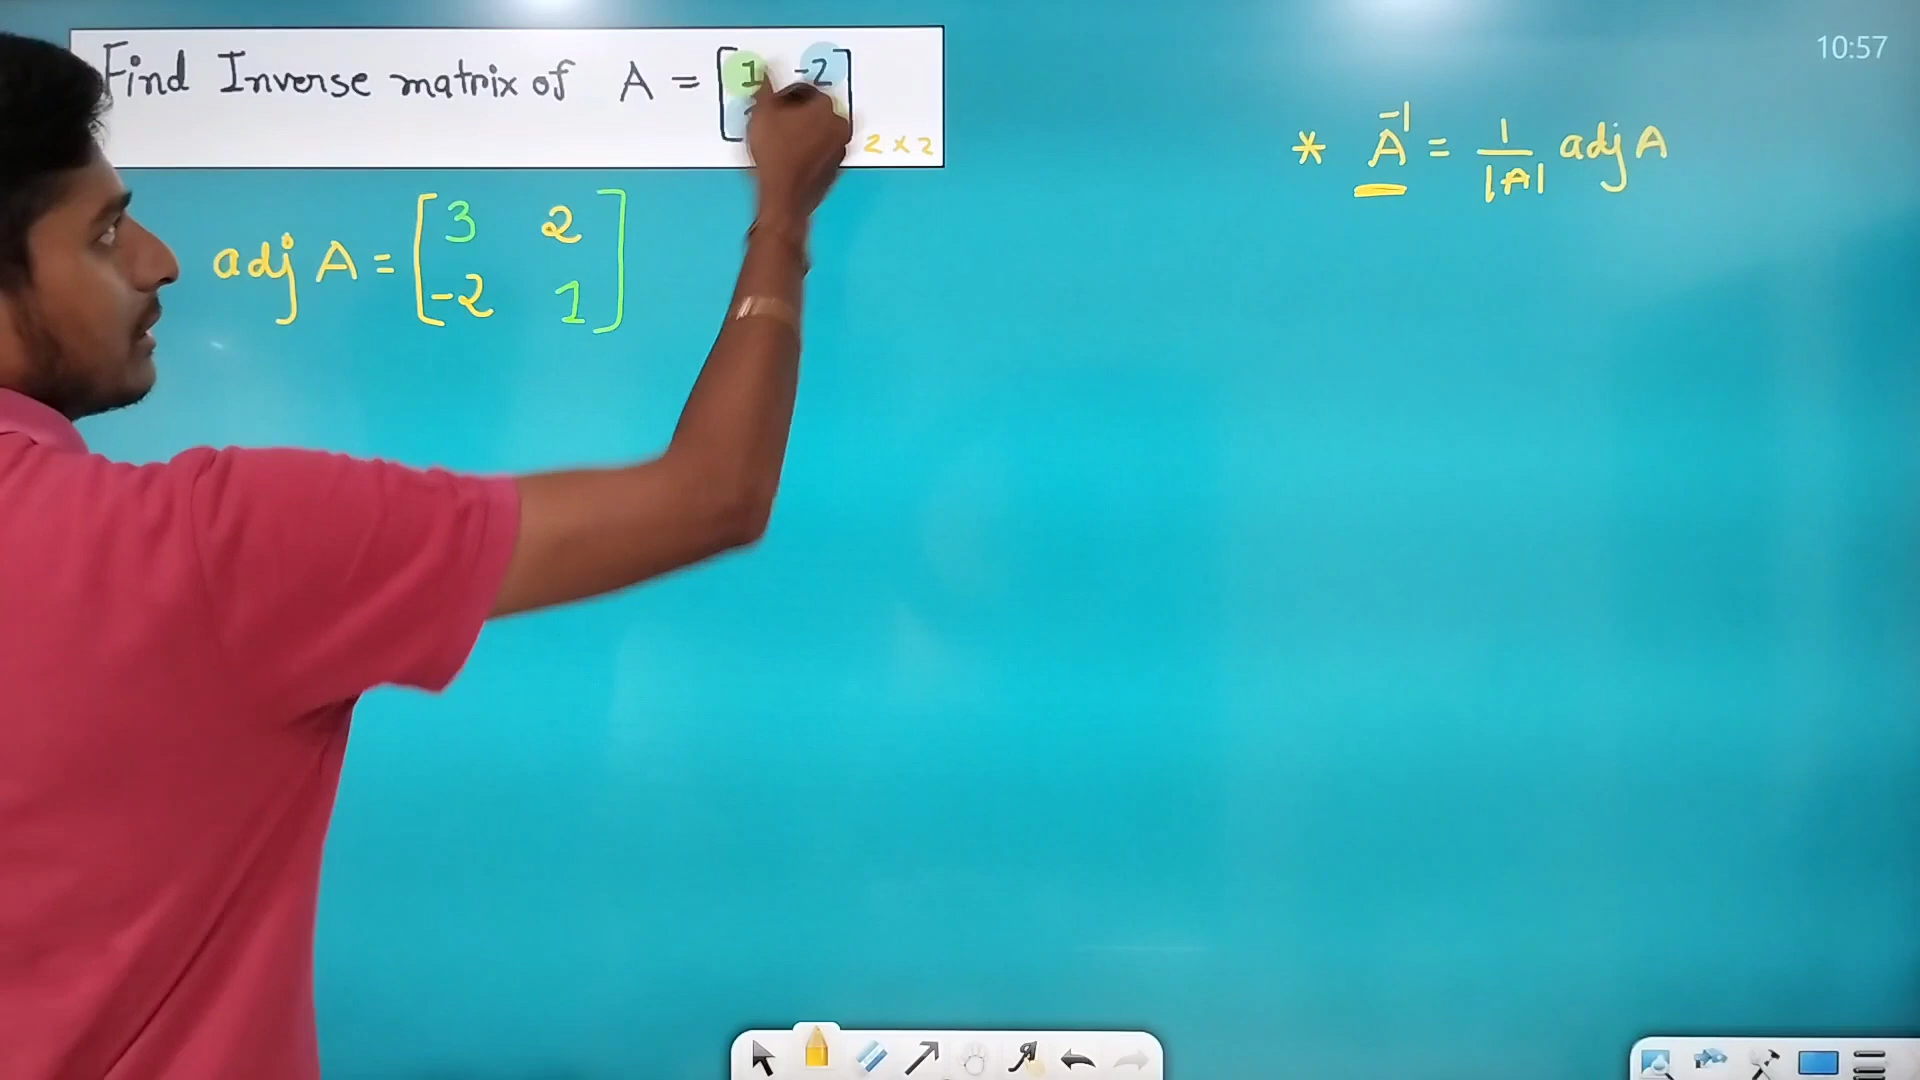 10:57
Find Inverse matrix of A = [1 -2
2 × 2
* A⁻¹ = 1/|A| adj A
adj A = [3 2
-2 1]